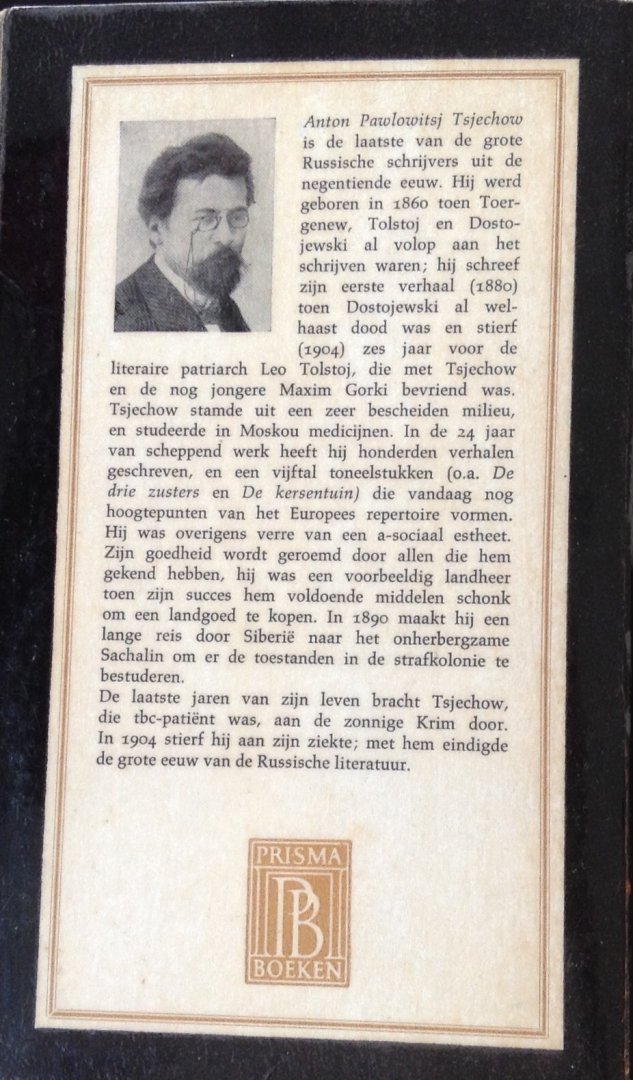 Anton Pawlowitsj Tsjechow
is de laatste van de grote
Russische schrijvers uit de
negentiende eeuw. Hij werd
geboren in 1860 toen Toer-
genew, Tolstoj en Dosto-
jewski al volop aan het
schrijven waren; hij schreef
zijn eerste verhaal (1880)
toen Dostojewski al wel-
haast dood was en stierf
(1904) zes jaar voor de
literaire patriarch Leo Tolstoj, die met Tsjechow
en de nog jongere Maxim Gorki bevriend was.
Tsjechow stamde uit een zeer bescheiden milieu,
en studeerde in Moskou medicijnen. In de 24 jaar
van scheppend werk heeft hij honderden verhalen
geschreven, en een vijftal toneelstukken (o.a. De
drie zusters en De kersentuin) die vandaag nog
hoogtepunten van het Europees repertoire vormen.
Hij was overigens verre van een a-sociaal estheet.
Zijn goedheid wordt geroemd door allen die hem
gekend hebben, hij was een voorbeeldig landheer
toen zijn succes hem voldoende middelen schonk
om een landgoed te kopen. In 1890 maakt hij een
lange reis door Siberië naar het onherbergzame
Sachalin om er de toestanden in de strafkolonie te
bestuderen.
De laatste jaren van zijn leven bracht Tsjechow,
die tbc-patiënt was, aan de zonnige Krim door.
In 1904 stierf hij aan zijn ziekte; met hem eindigde
de grote eeuw van de Russische literatuur.
PRISMA
PB
BOEKEN